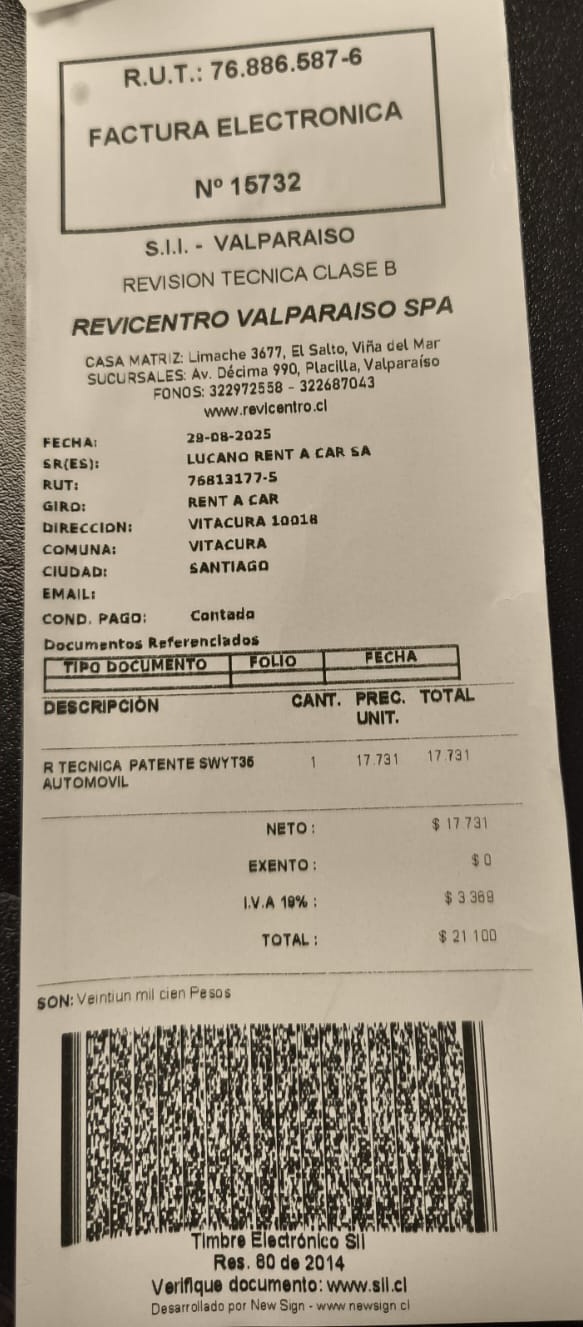 R.U.T.: 76.886.587-6
FACTURA ELECTRONICA
Nº 15732
S.I.I. - VALPARAISO
REVISION TECNICA CLASE B
REVICENTRO VALPARAISO SPA
CASA MATRIZ: Limache 3677, El Salto, Viña del Mar
SUCURSALES: Av. Décima 990, Placilla, Valparaíso
FONOS: 322972558 - 322687043
www.revicentro.cl
FECHA: 29-08-2025
SR(ES): LUCANO RENT A CAR SA
RUT: 76813177-5
GIRO: RENT A CAR
DIRECCION: VITACURA 10018
COMUNA: VITACURA
CIUDAD: SANTIAGO
EMAIL:
COND. PAGO: Contado
Documentos Referenciados
TIPO DOCUMENTO FOLIO FECHA
DESCRIPCIÓN CANT. PREC. UNIT. TOTAL
R TECNICA PATENTE SWYT36 1 17.731 17.731
AUTOMOVIL
NETO : $ 17.731
EXENTO : $ 0
I.V.A 19% : $ 3.369
TOTAL : $ 21.100
SON: Veintiun mil cien Pesos
Timbre Electrónico SII
Res. 80 de 2014
Verifique documento: www.sii.cl
Desarrollado por New Sign - www.newsign.cl